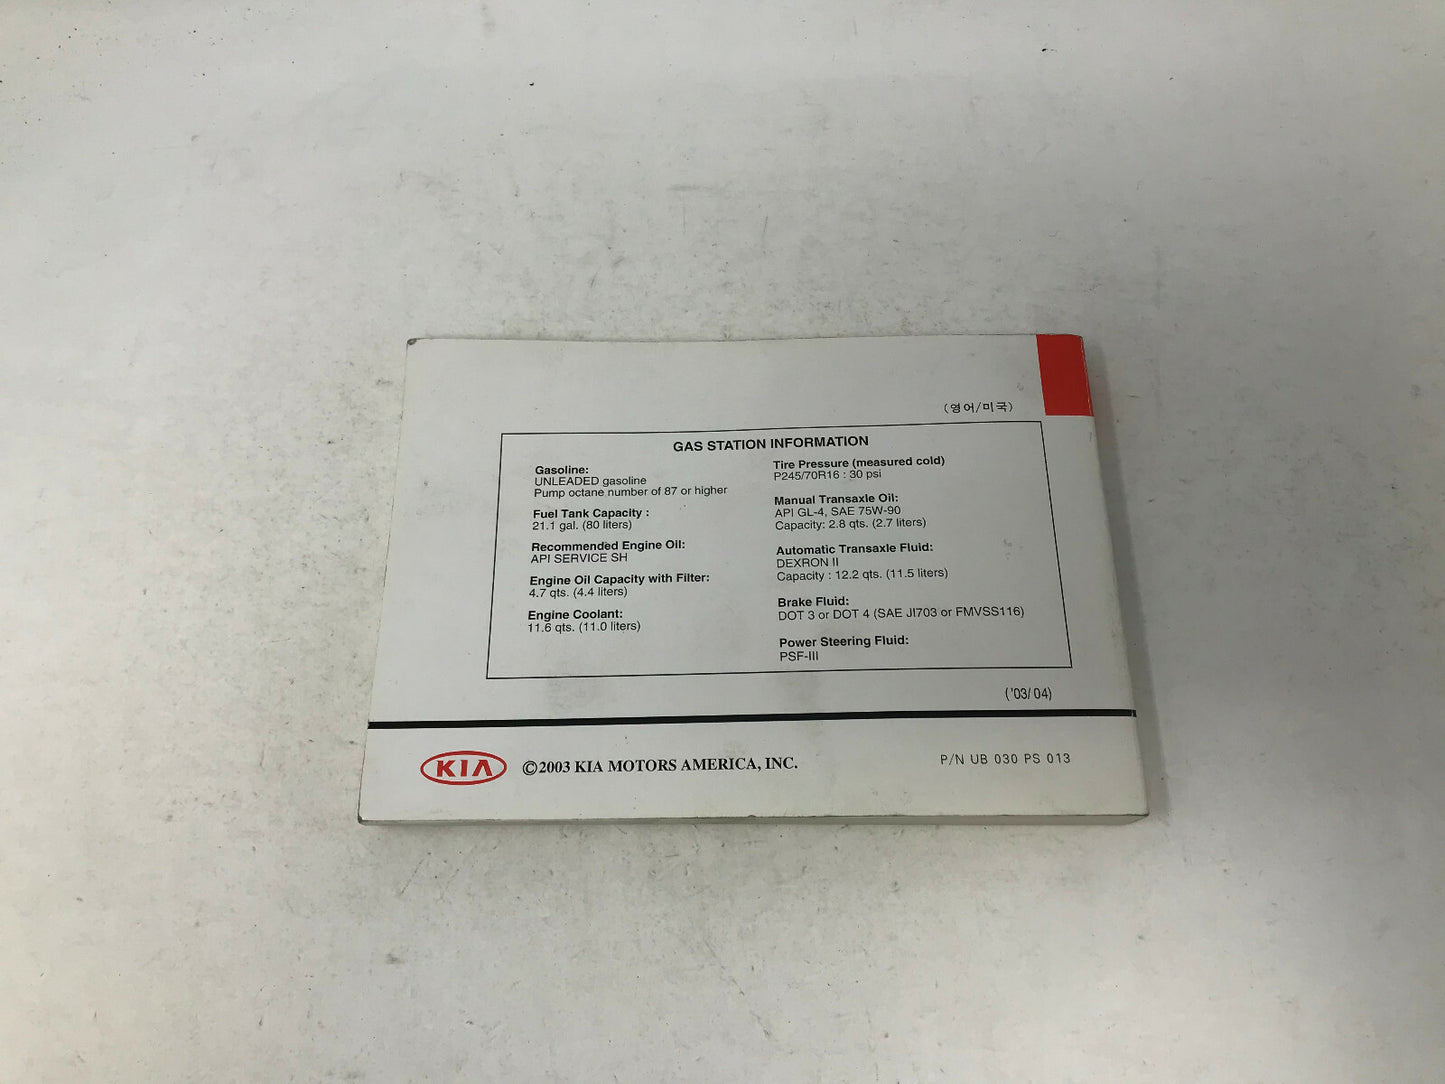 (영어/미국)
GAS STATION INFORMATION
Gasoline:
UNLEADED gasoline
Pump octane number of 87 or higher
Fuel Tank Capacity :
21.1 gal. (80 liters)
Recommended Engine Oil:
API SERVICE SH
Engine Oil Capacity with Filter:
4.7 qts. (4.4 liters)
Engine Coolant:
11.6 qts. (11.0 liters)
Tire Pressure (measured cold)
P245/70R16 : 30 psi
Manual Transaxle Oil:
API GL-4, SAE 75W-90
Capacity: 2.8 qts. (2.7 liters)
Automatic Transaxle Fluid:
DEXRON II
Capacity : 12.2 qts. (11.5 liters)
Brake Fluid:
DOT 3 or DOT 4 (SAE JI703 or FMVSS116)
Power Steering Fluid:
PSF-III
('03/04)
KIA ©2003 KIA MOTORS AMERICA, INC.
P/N UB 030 PS 013